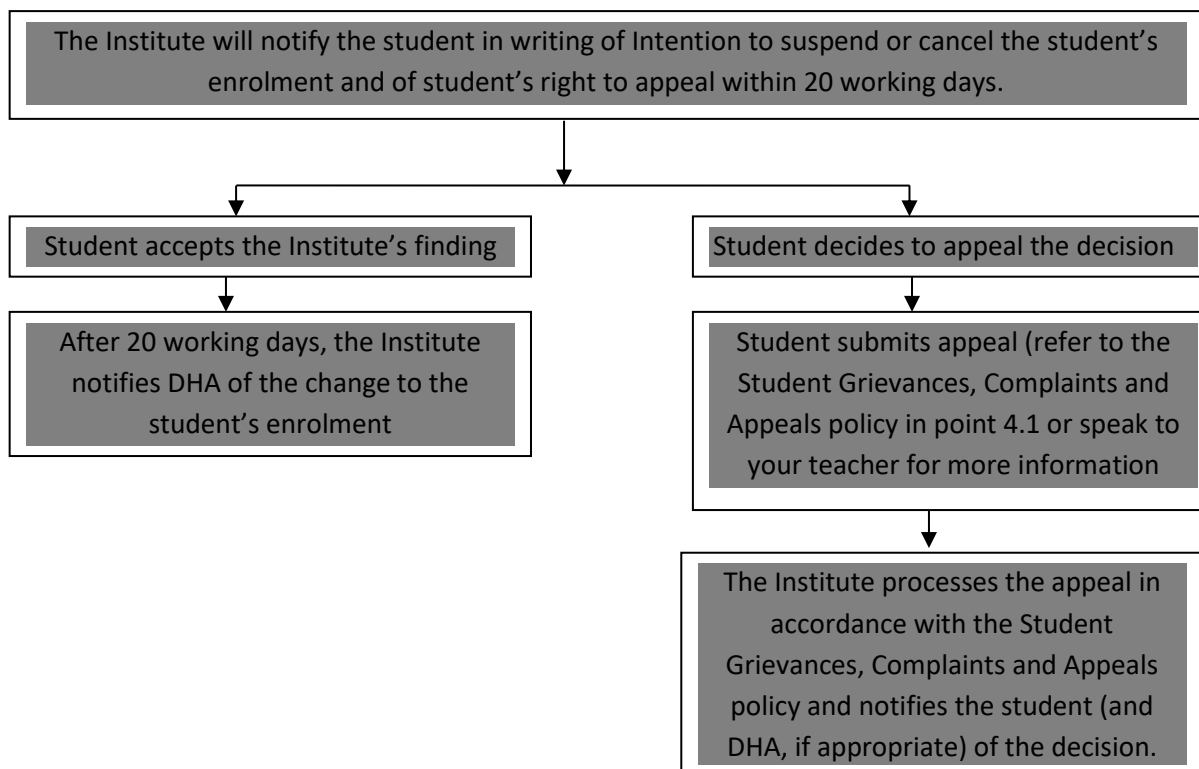 The Institute will notify the student in writing of Intention to suspend or cancel the student’s
enrolment and of student’s right to appeal within 20 working days.
Student accepts the Institute’s finding
After 20 working days, the Institute
notifies DHA of the change to the
student’s enrolment
Student decides to appeal the decision
Student submits appeal (refer to the
Student Grievances, Complaints and
Appeals policy in point 4.1 or speak to
your teacher for more information
The Institute processes the appeal in
accordance with the Student
Grievances, Complaints and Appeals
policy and notifies the student (and
DHA, if appropriate) of the decision.